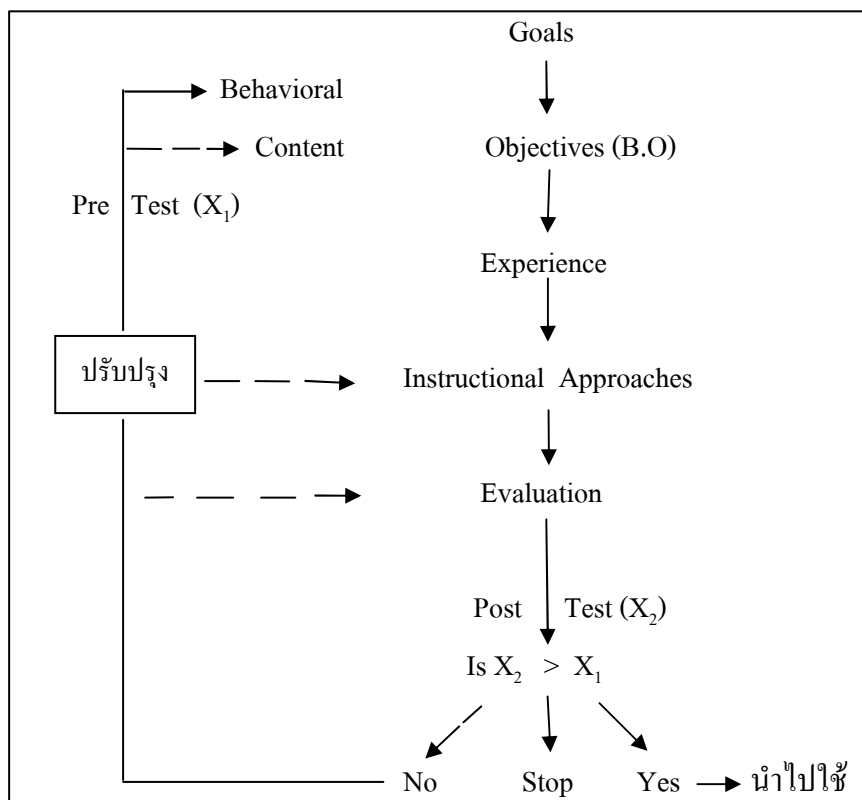 Goals
Behavioral
Content Objectives (B.O)
Pre Test (X₁)
Experience
ปรับปรุง Instructional Approaches
Evaluation
Post Test (X₂)
Is X₂ > X₁
No Stop Yes นำไปใช้